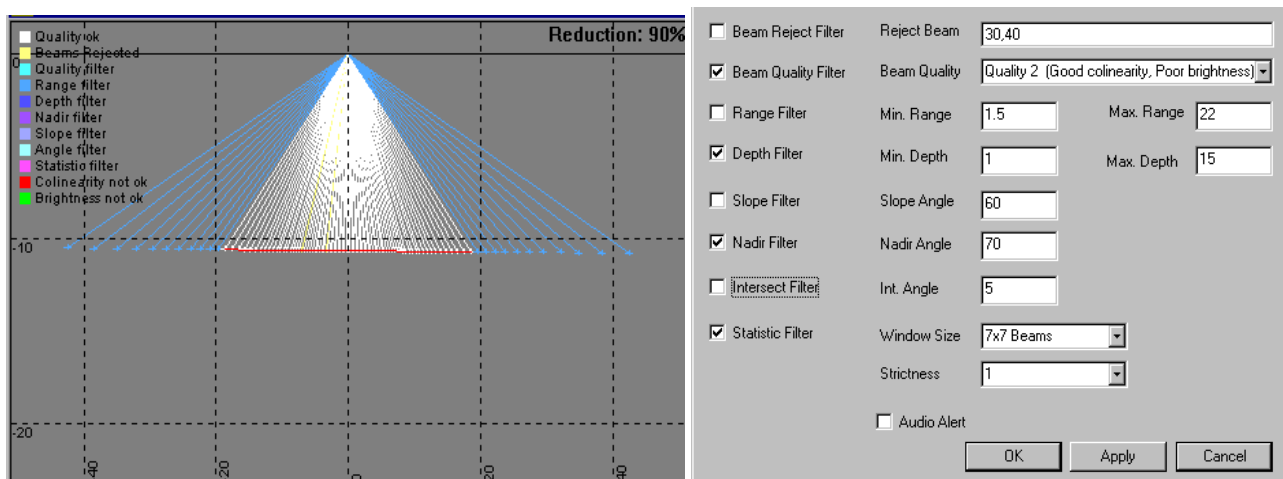 Reduction: 90%
Quality ok
Beams Rejected
Quality filter
Range filter
Depth filter
Nadir filter
Slope filter
Angle filter
Statistic filter
Colinearity not ok
Brightness not ok
0
-10
-20
-40
-20
0
20
40
Beam Reject Filter Reject Beam 30,40
Beam Quality Filter Beam Quality Quality 2 (Good colinearity, Poor brightness)
Range Filter Min. Range 1.5 Max. Range 22
Depth Filter Min. Depth 1 Max. Depth 15
Slope Filter Slope Angle 60
Nadir Filter Nadir Angle 70
Intersect Filter Int. Angle 5
Statistic Filter Window Size 7x7 Beams
Strictness 1
Audio Alert
OK Apply Cancel